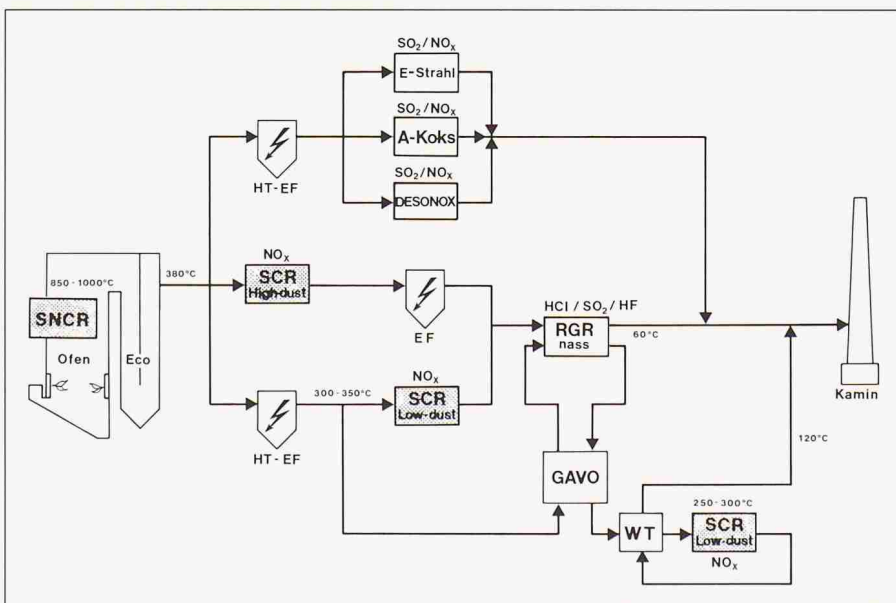 SO₂/NOₓ
E-Strahl
SO₂/NOₓ
A-Koks
SO₂/NOₓ
DESONOX
HT-EF
850-1000°C
SNCR
Ofen
Eco
380°C
NOₓ
SCR
High-dust
EF
HCl / SO₂/ HF
RGR
nass
60°C
Kamin
HT-EF
300-350°C
NOₓ
SCR
Low-dust
GAVO
120°C
WT
250-300°C
SCR
Low-dust
NOₓ